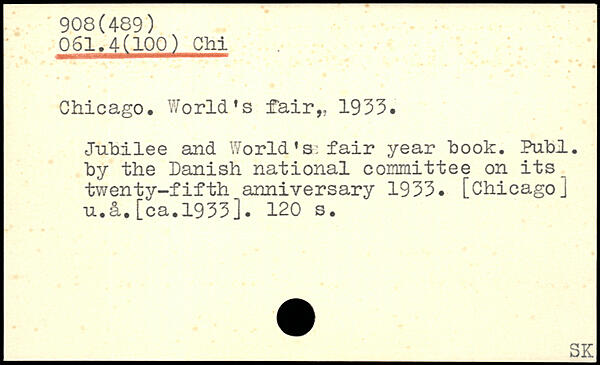 908(489)
061.4(100) Chi
Chicago. World's fair,, 1933.
Jubilee and World's fair year book. Publ.
by the Danish national committee on its
twenty-fifth anniversary 1933. [Chicago]
u.å.[ca.1933]. 120 s.
SK